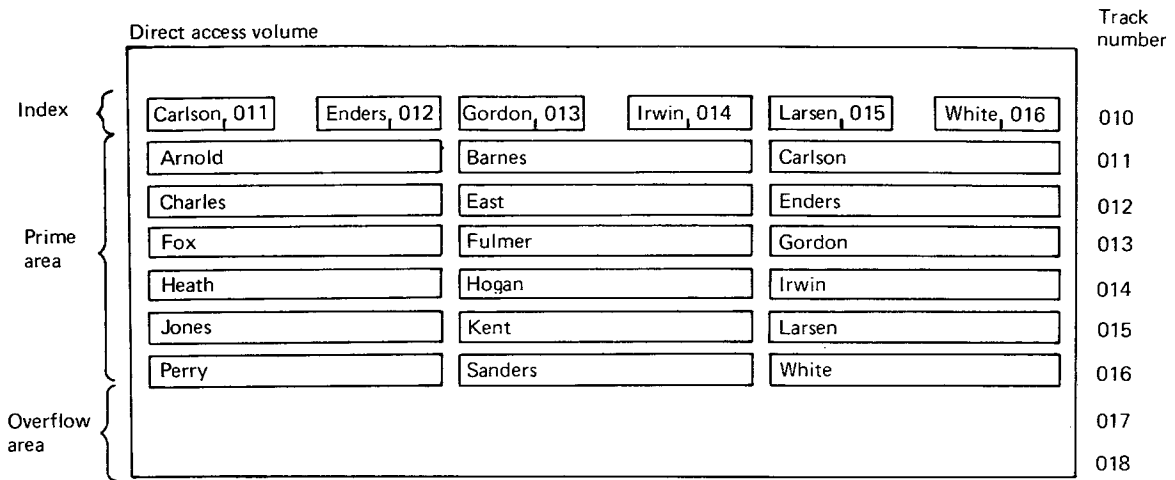 Direct access volume
Track number
Index
Carlson, 011 Enders, 012 Gordon, 013 Irwin, 014 Larsen, 015 White, 016 010
Arnold Barnes Carlson 011
Charles East Enders 012
Prime area
Fox Fulmer Gordon 013
Heath Hogan Irwin 014
Jones Kent Larsen 015
Perry Sanders White 016
Overflow area
017
018